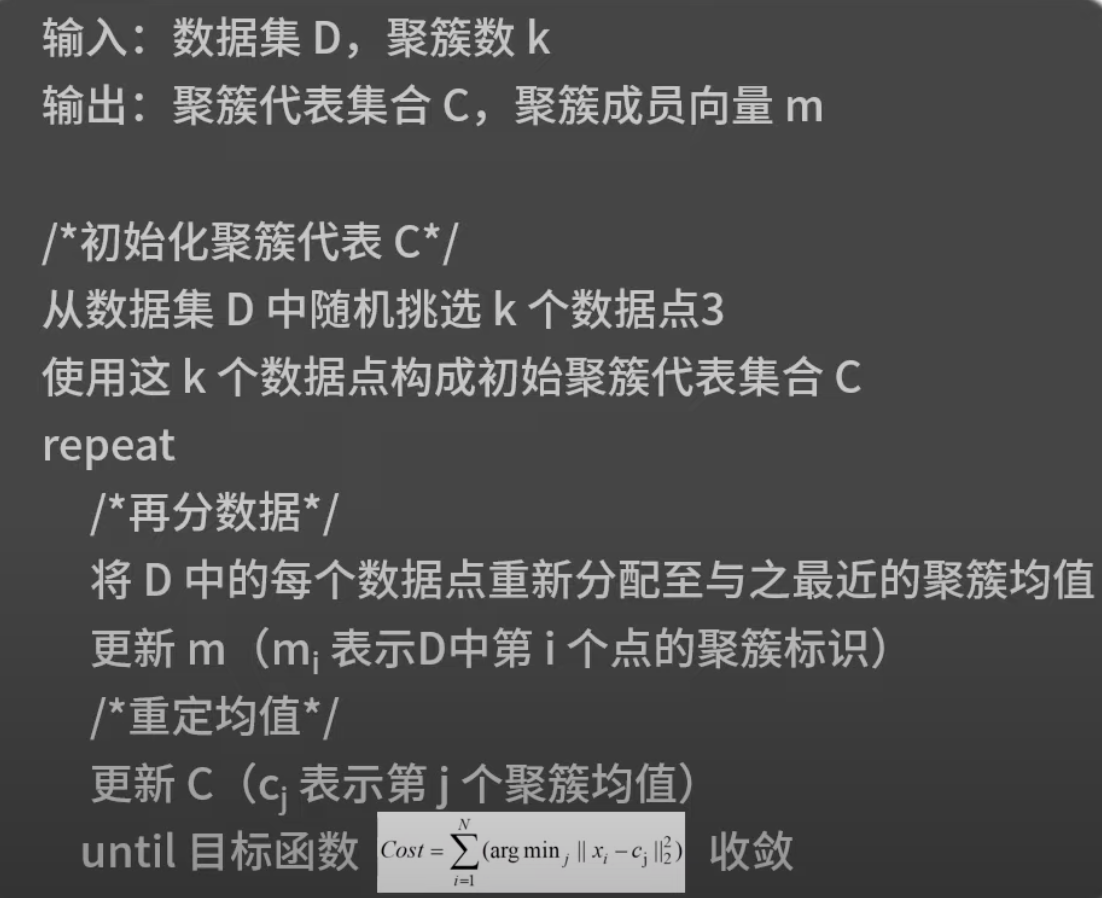 输入：数据集 D，聚簇数 k
输出：聚簇代表集合 C，聚簇成员向量 m
/*初始化聚簇代表 C*/
从数据集 D 中随机挑选 k 个数据点3
使用这 k 个数据点构成初始聚簇代表集合 C
repeat
/*再分数据*/
将 D 中的每个数据点重新分配至与之最近的聚簇均值
更新 m（mᵢ 表示D中第 i 个点的聚簇标识）
/*重定均值*/
更新 C（cⱼ 表示第 j 个聚簇均值）
until 目标函数 Cost = ∑_{i=1}^{N} (arg min_j || x_i − c_j ||_2^2) 收敛